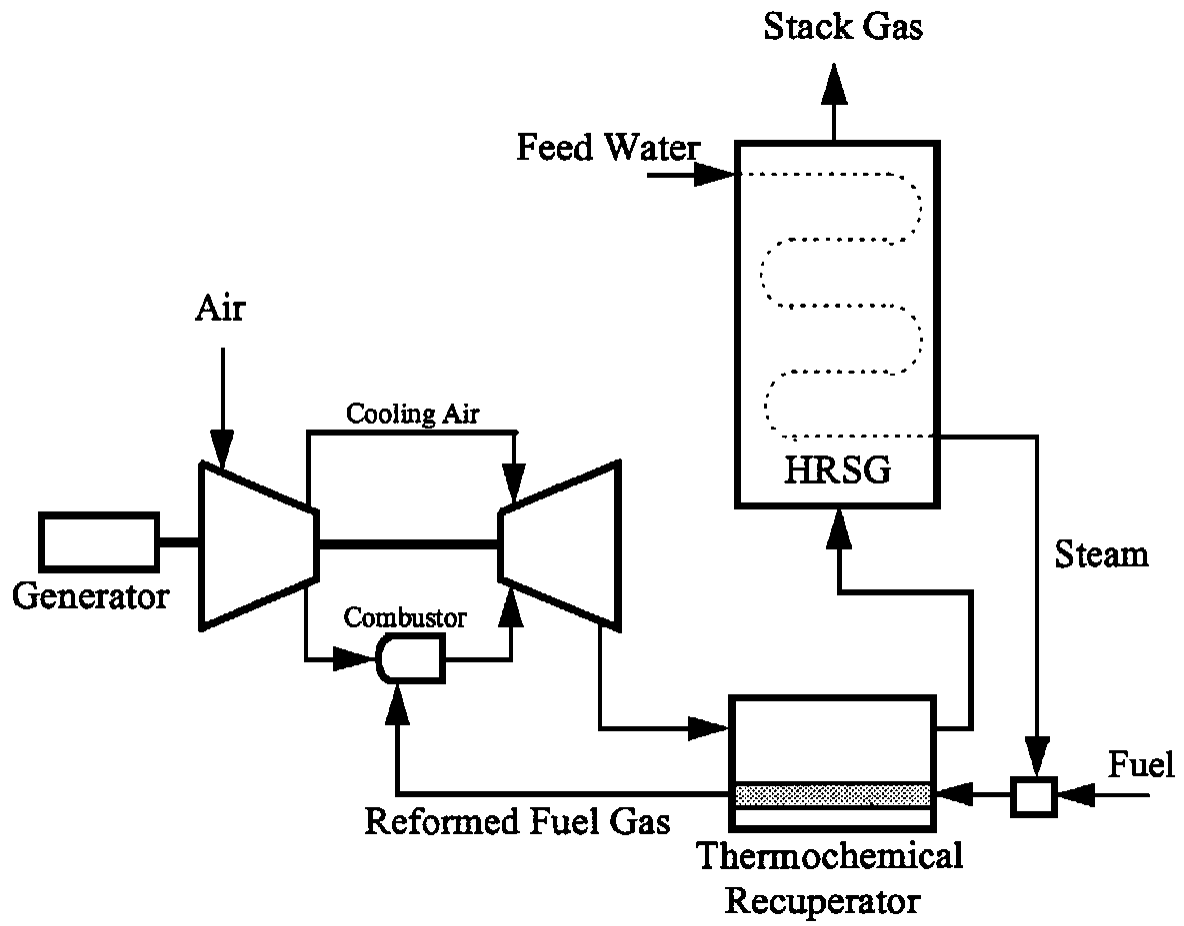 Stack Gas
Feed Water
Air
Cooling Air
HRSG
Steam
Generator
Combustor
Fuel
Reformed Fuel Gas
Thermochemical
Recuperator